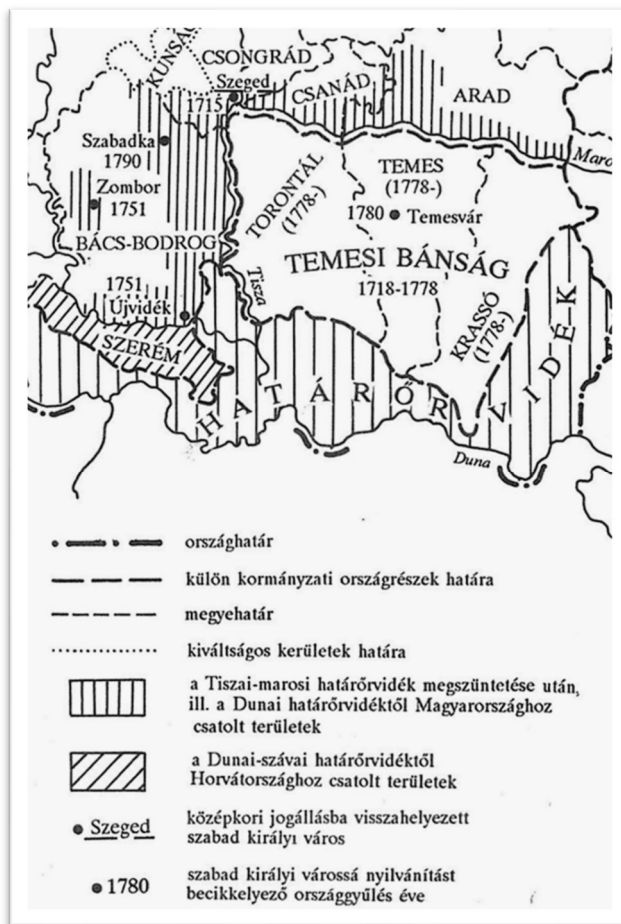 KUNSÁG
CSONGRÁD
Szeged
1715
CSANÁD
ARAD
Maro
Szabadka
1790
Zombor
1751
BÁCS-BODROG
TORONTÁL
(1778-)
TEMES
(1778-)
1780
Temesvár
TEMESI BÁNSÁG
1718-1778
Tisza
1751
Újvidék
SZERÉM
KRASSÓ
(1778-)
HATÁRŐRVIDÉK
Duna
országhatár
külön kormányzati országrészek határa
megyehatár
kiváltságos kerületek határa
a Tiszai-marosi határőrvidék megszüntetése után,
ill. a Dunai határőrvidéktől Magyarországhoz
csatolt területek
a Dunai-szávai határőrvidéktől
Horvátországhoz csatolt területek
Szeged
középkori jogállásba visszahelyezett
szabad királyi város
1780
szabad királyi várossá nyilvánítást
becikkelyező országgyűlés éve